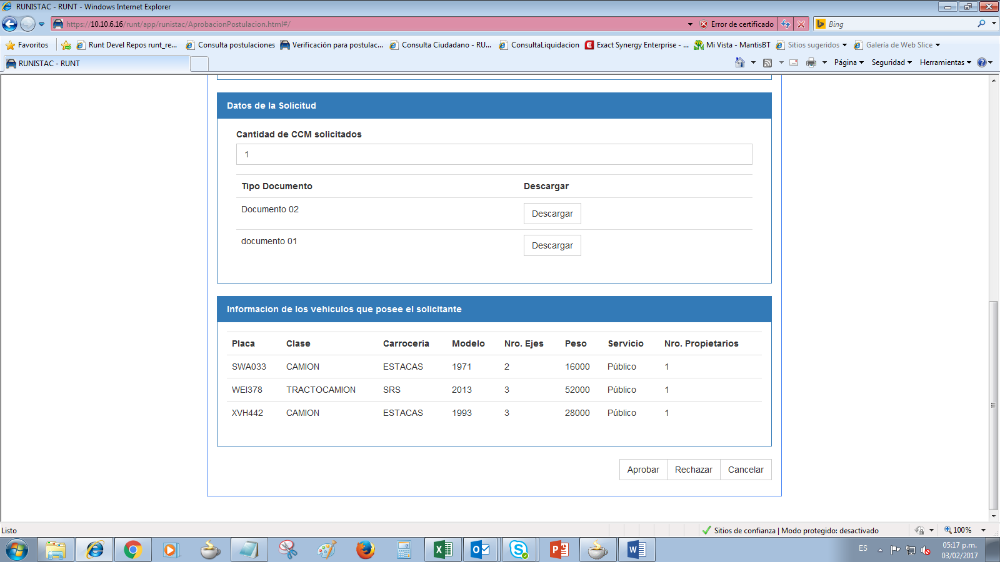 RUNISTAC - RUNT - Windows Internet Explorer
https://10.10.6.16/runt/app/runistac/AprobacionPostulacion.html#/
Error de certificado
Bing
Favoritos
Runt Devel Repos runt_re...
Consulta postulaciones
Verificación para postulac...
Consulta Ciudadano - RU...
ConsultaLiquidacion
Exact Synergy Enterprise - ...
Mi Vista - MantisBT
Sitios sugeridos
Galería de Web Slice
RUNISTAC - RUNT
Página
Seguridad
Herramientas
Datos de la Solicitud
Cantidad de CCM solicitados
1
Tipo Documento Descargar
Documento 02 Descargar
documento 01 Descargar
Informacion de los vehiculos que posee el solicitante
Placa Clase Carroceria Modelo Nro. Ejes Peso Servicio Nro. Propietarios
SWA033 CAMION ESTACAS 1971 2 16000 Público 1
WEI378 TRACTOCAMION SRS 2013 3 52000 Público 1
XVH442 CAMION ESTACAS 1993 3 28000 Público 1
Aprobar Rechazar Cancelar
Listo
Sitios de confianza | Modo protegido: desactivado
100%
ES
05:17 p.m.
03/02/2017